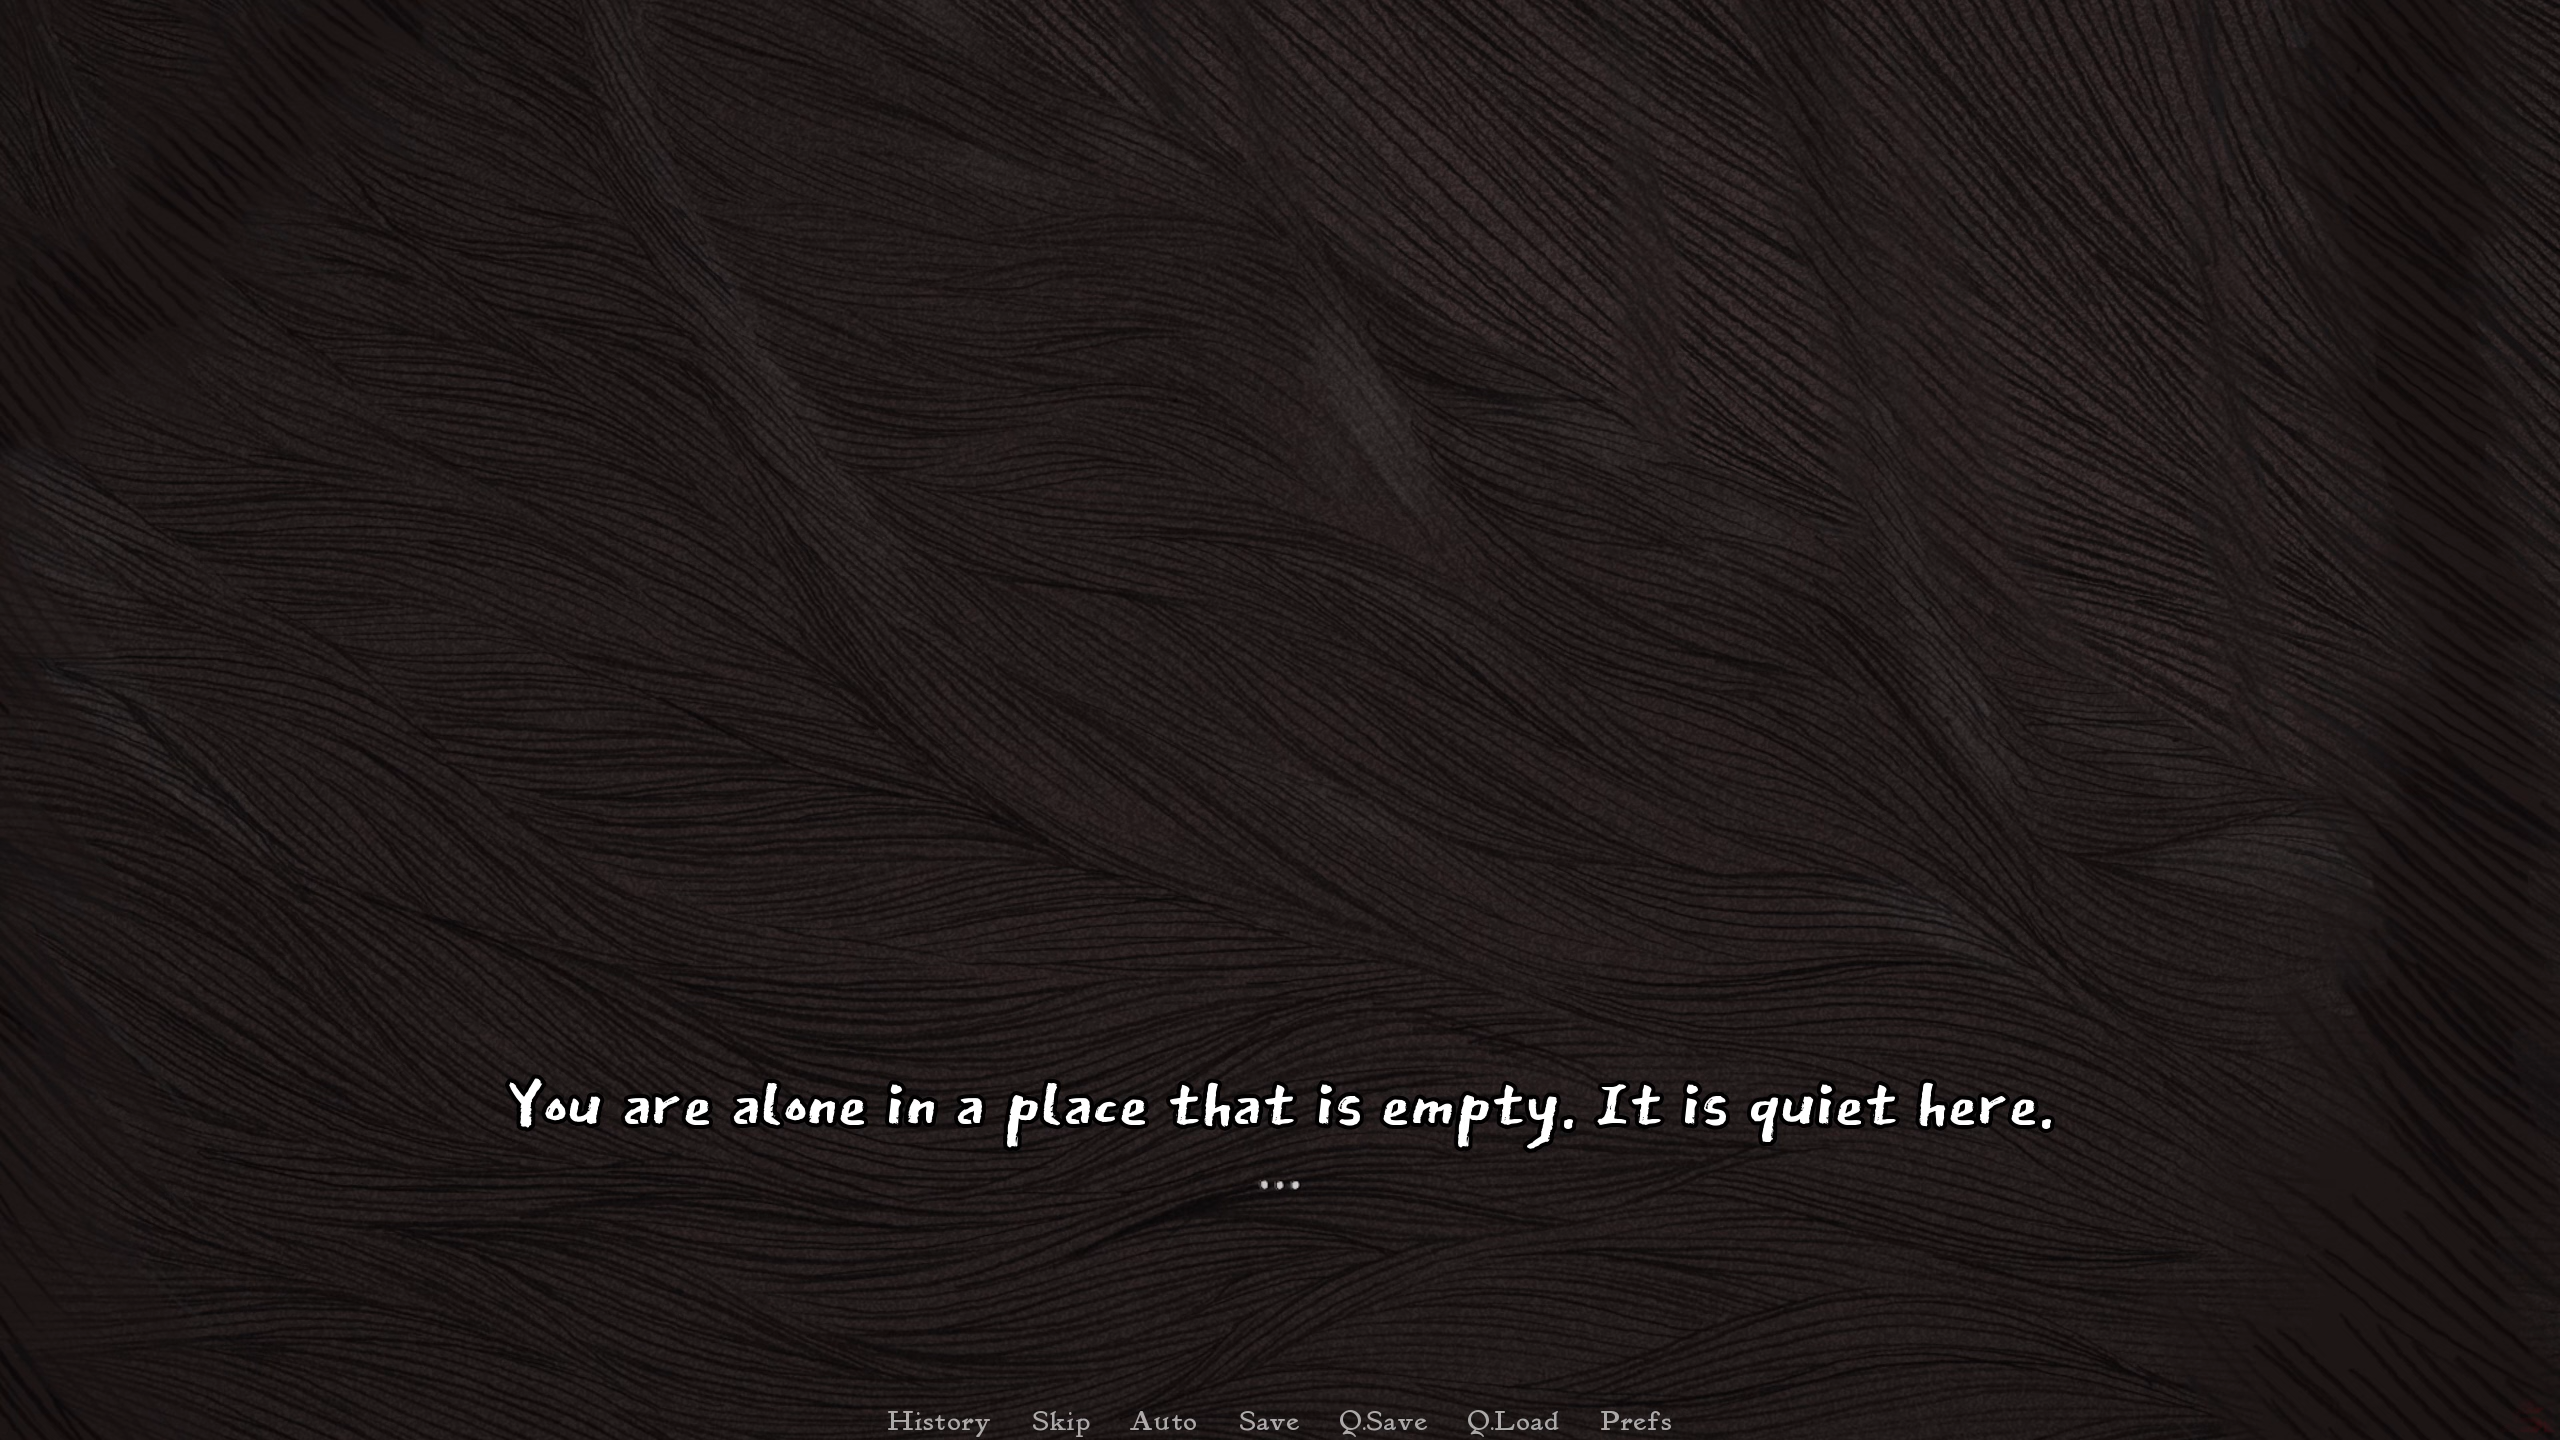 You are alone in a place that is empty. It is quiet here.
...
History Skip Auto Save Q.Save Q.Load Prefs